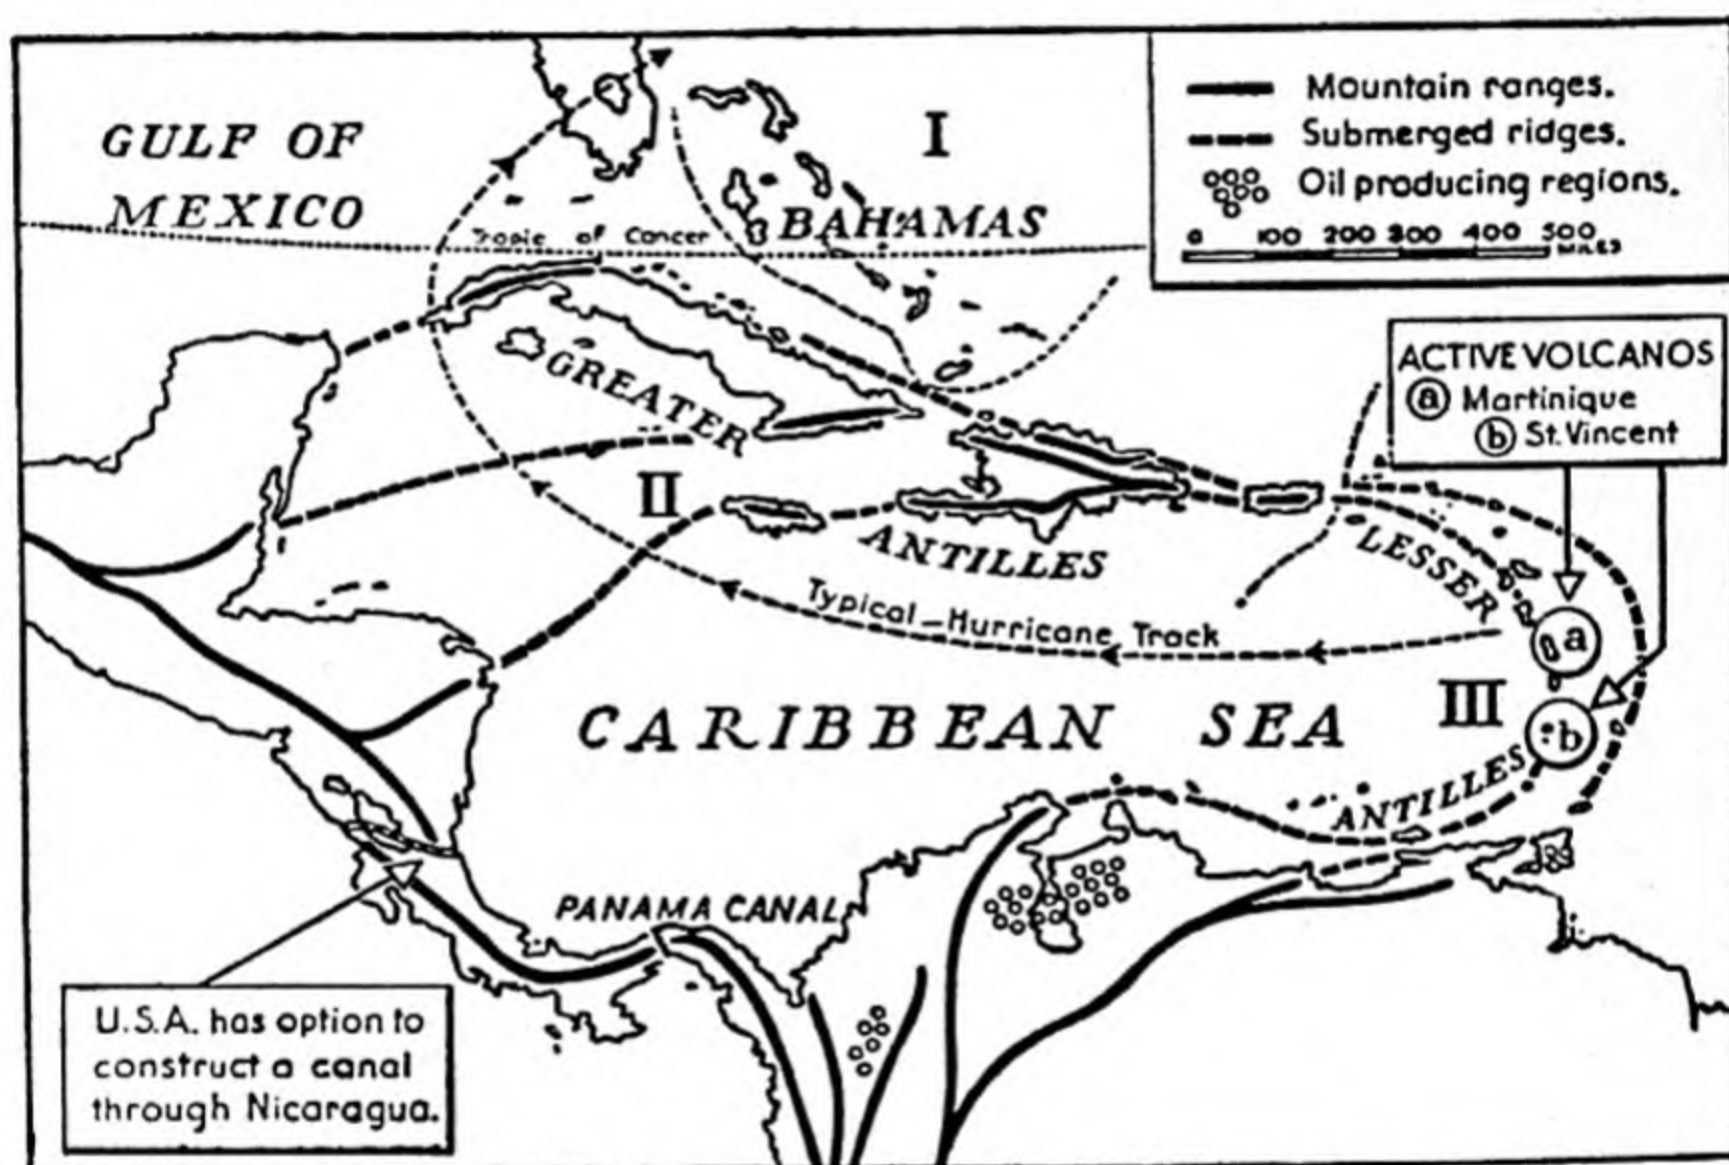 GULF OF
MEXICO
I
BAHAMAS
Tropic of Cancer
Mountain ranges.
Submerged ridges.
Oil producing regions.
0 100 200 300 400 500
MILES
ACTIVE VOLCANOS
(a) Martinique
(b) St. Vincent
GREATER
II
ANTILLES
LESSER
Typical-Hurricane Track
a
III
CARIBBEAN SEA
b
ANTILLES
PANAMA CANAL
U.S.A. has option to
construct a canal
through Nicaragua.